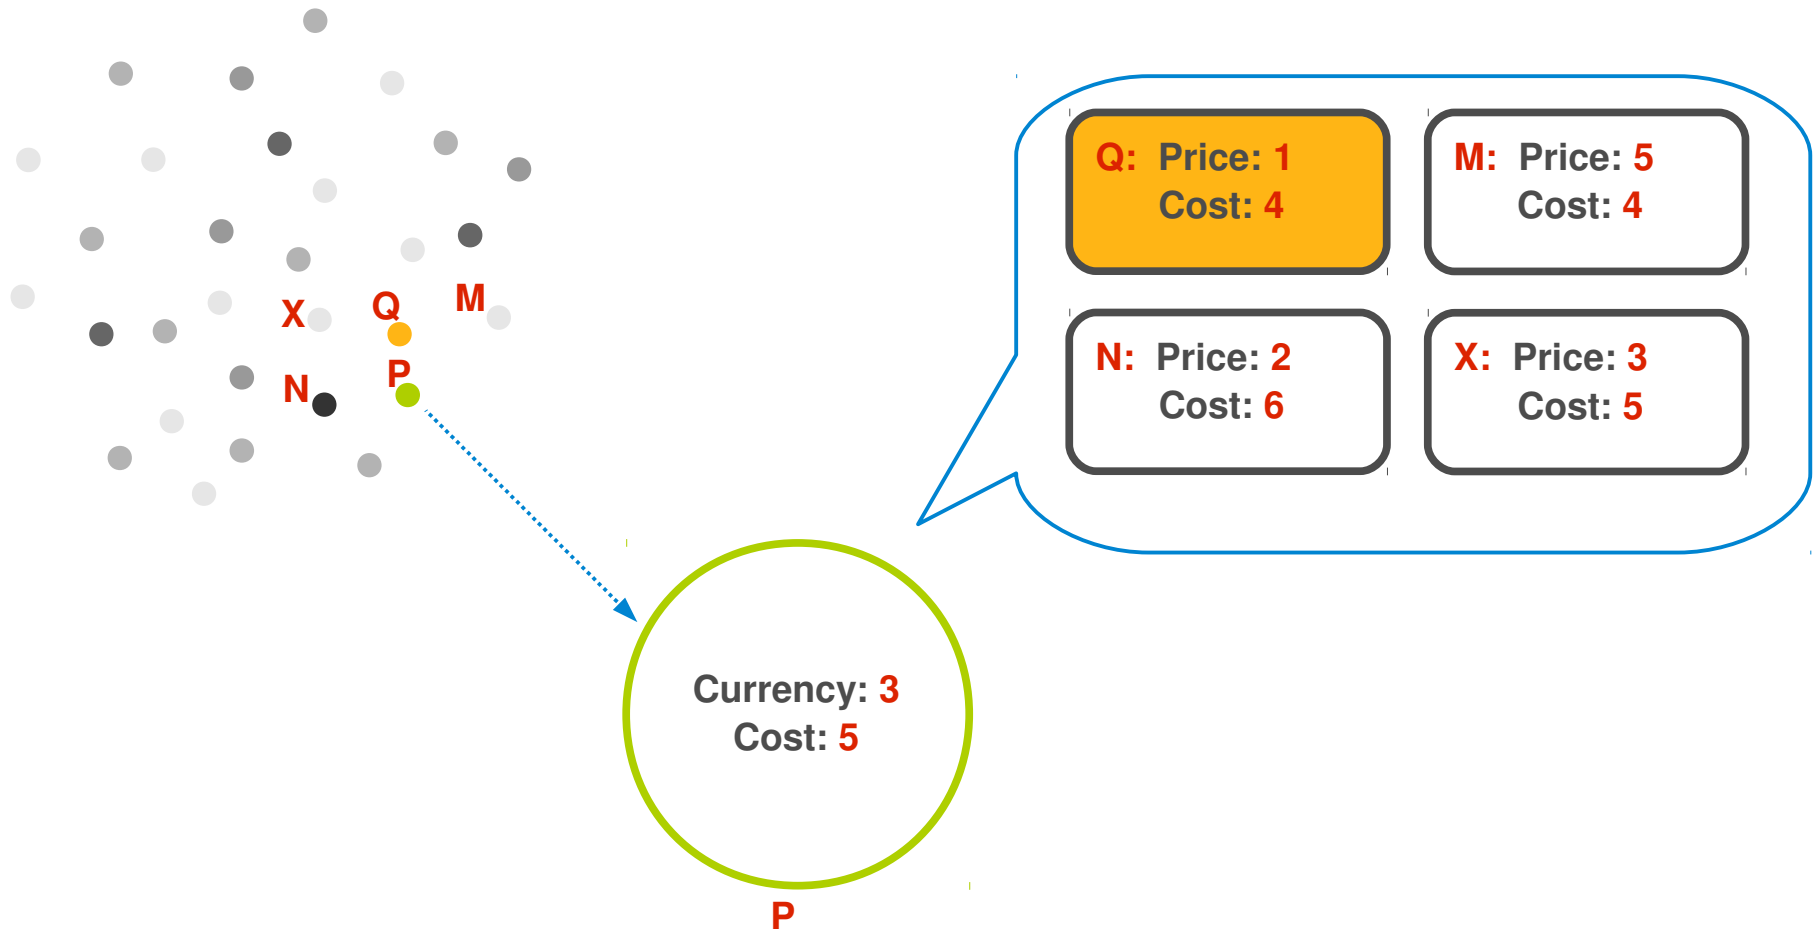 X
Q
M
N
P
Q: Price: 1
Cost: 4
M: Price: 5
Cost: 4
N: Price: 2
Cost: 6
X: Price: 3
Cost: 5
Currency: 3
Cost: 5
P